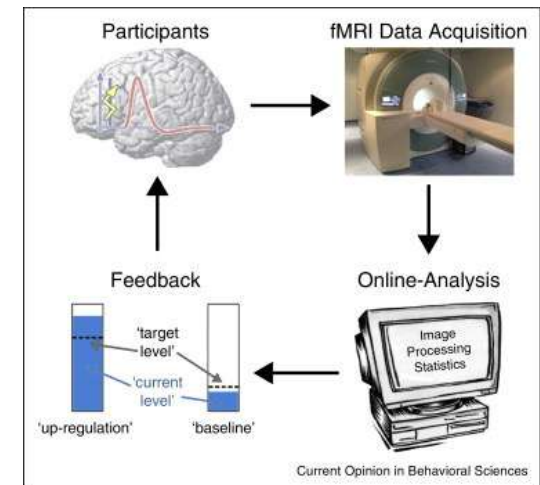 Participants
fMRI Data Acquisition
Feedback
Online-Analysis
'target
level'
'current
level'
'up-regulation'
'baseline'
Image
Processing
Statistics
Current Opinion in Behavioral Sciences